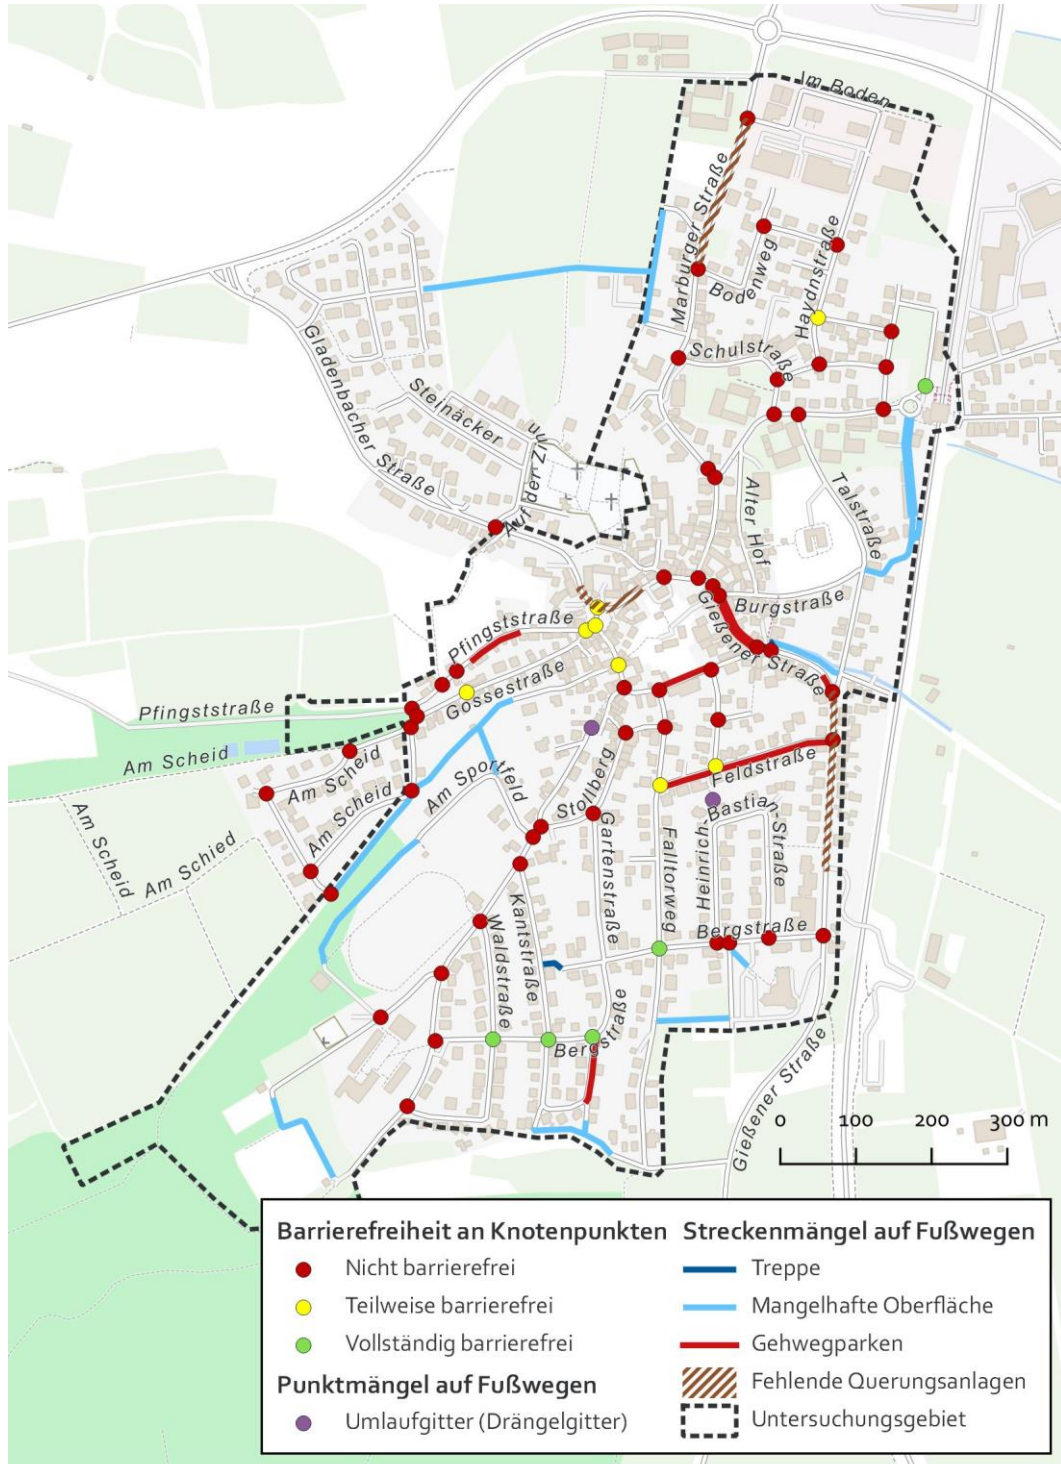 Im Boden
Marburger Straße
Bodenweg
Haydnstraße
Schulstraße
Gladenbacher Straße
Steinäcker
Auf der Zinn
Alter Hof
Talstraße
Burgstraße
Gießener Straße
Pfingststraße
Gossestraße
Pfingststraße
Am Scheid
Am Scheid
Am Scheid
Am Scheid
Am Schied
Am Sportfeld
Stollberg
Feldstraße
Heinrich-Bastian-Straße
Gartenstraße
Falltorweg
Kantstraße
Waldstraße
Bergstraße
Bergstraße
Gießener Straße
0 100 200 300 m
Barrierefreiheit an Knotenpunkten
Nicht barrierefrei
Teilweise barrierefrei
Vollständig barrierefrei
Punktmängel auf Fußwegen
Umlaufgitter (Drängelgitter)
Streckenmängel auf Fußwegen
Treppe
Mangelhafte Oberfläche
Gehwegparken
Fehlende Querungsanlagen
Untersuchungsgebiet